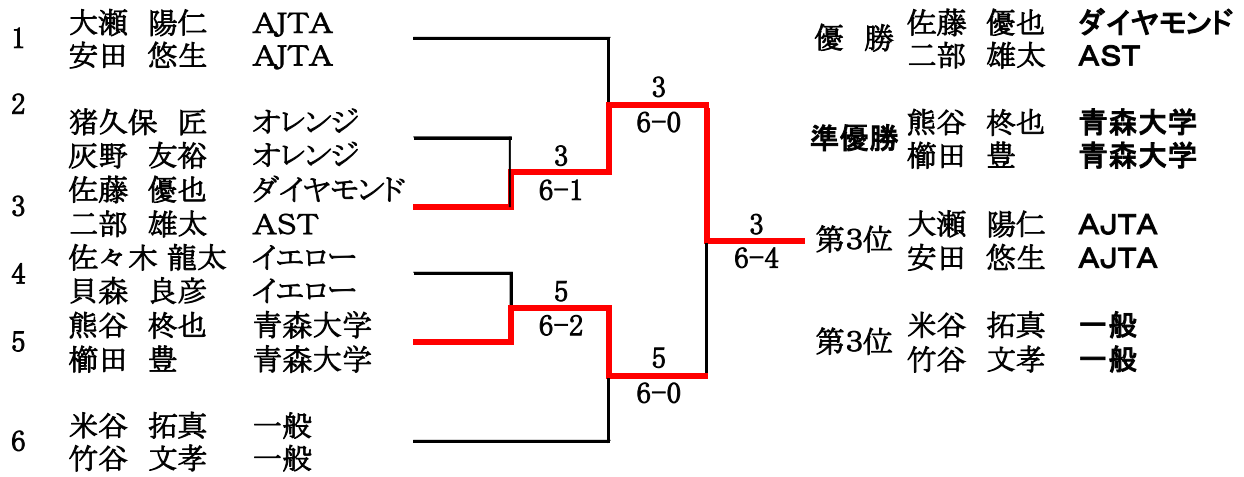 1
大瀬 陽仁 AJTA
安田 悠生 AJTA
2
猪久保 匠 オレンジ
灰野 友裕 オレンジ
3
佐藤 優也 ダイヤモンド
二部 雄太 AST
4
佐々木 龍太 イエロー
貝森 良彦 イエロー
5
熊谷 柊也 青森大学
櫛田 豊 青森大学
6
米谷 拓真 一般
竹谷 文孝 一般
3
6-1
5
6-2
3
6-0
5
6-0
3
6-4
優 勝
佐藤 優也 ダイヤモンド
二部 雄太 AST
準優勝
熊谷 柊也 青森大学
櫛田 豊 青森大学
第3位
大瀬 陽仁 AJTA
安田 悠生 AJTA
第3位
米谷 拓真 一般
竹谷 文孝 一般